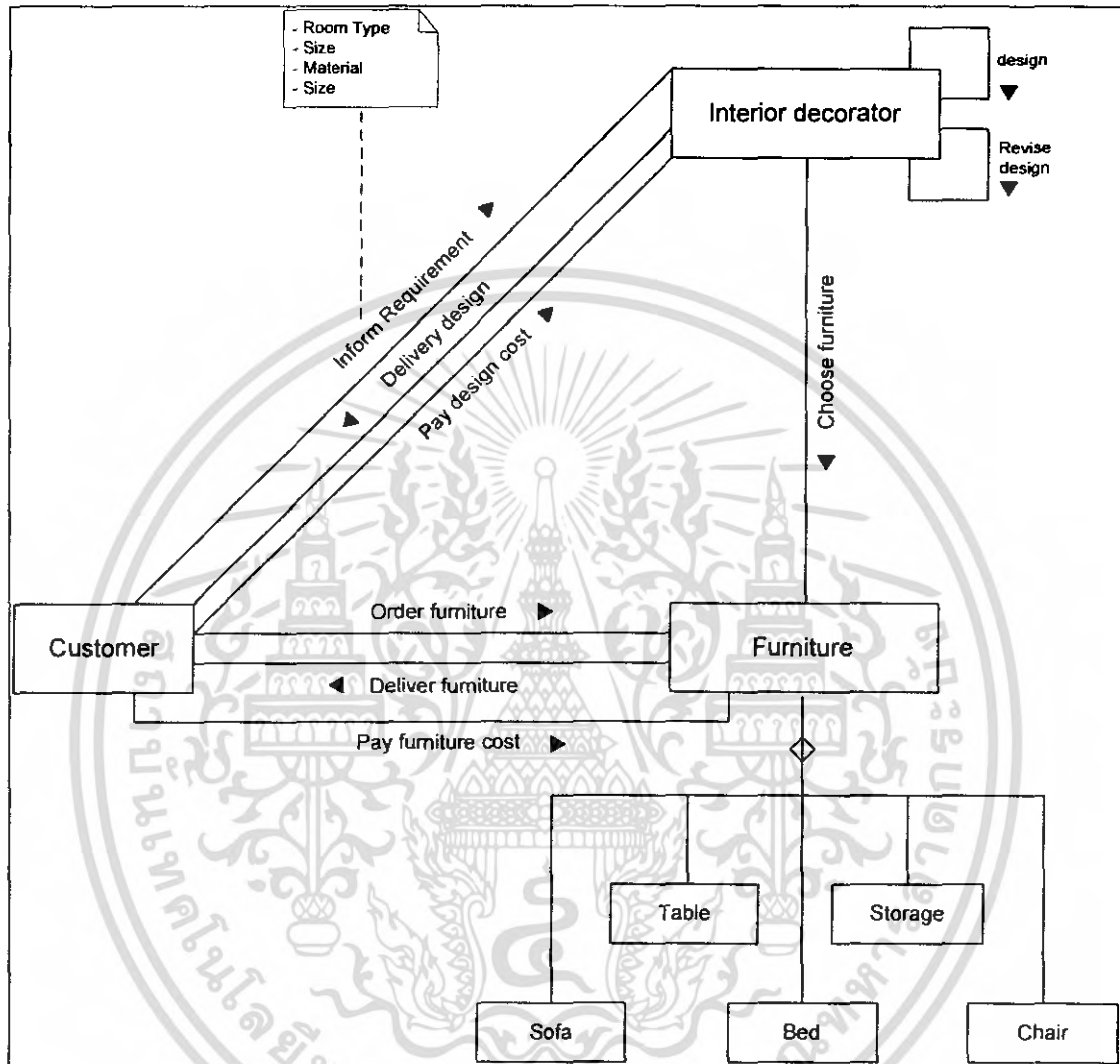 - Room Type
- Size
- Material
- Size
design
Interior decorator
Revise
design
Inform Requirement
Delivery design
Pay design cost
Choose furniture
Customer
Order furniture
Furniture
Deliver furniture
Pay furniture cost
Table
Storage
Sofa
Bed
Chair